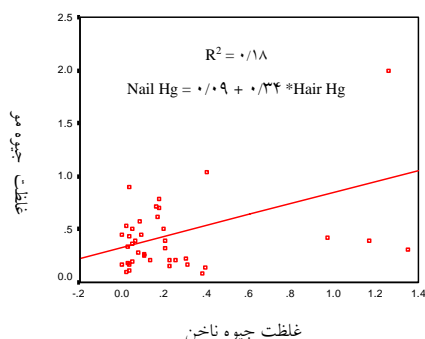 2.5
R² = ۰/۱۸
Nail Hg = ۰/۰۹ + ۰/۳۴ *Hair Hg
2.0
1.5
1.0
.5
0.0
غلظت جیوه مو
-.2 0.0 .2 .4 .6 .8 1.0 1.2 1.4
غلظت جیوه ناخن